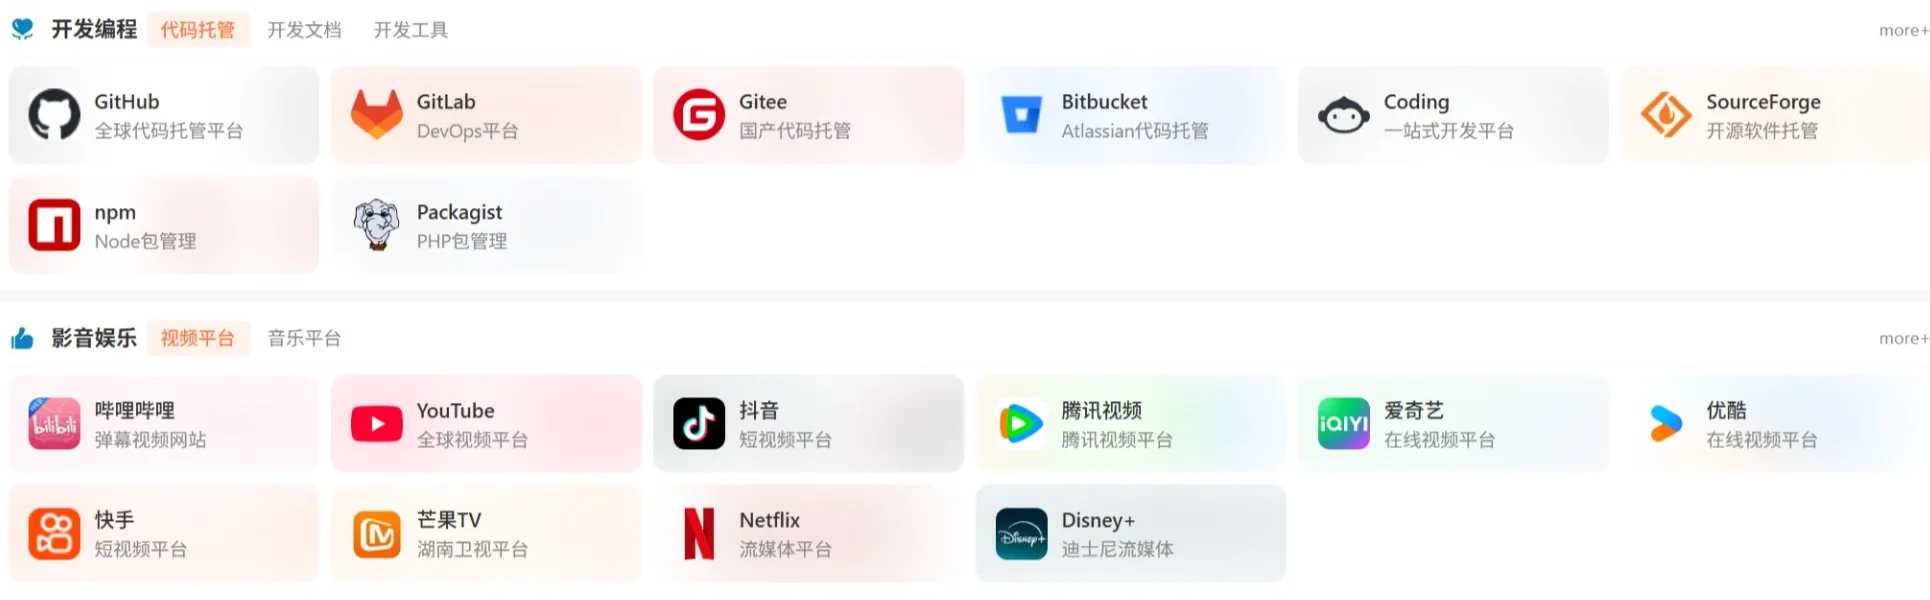 开发编程 代码托管 开发文档 开发工具 more+
GitHub
全球代码托管平台
GitLab
DevOps平台
Gitee
国产代码托管
Bitbucket
Atlassian代码托管
Coding
一站式开发平台
SourceForge
开源软件托管
npm
Node包管理
Packagist
PHP包管理
影音娱乐 视频平台 音乐平台 more+
bilibili
哔哩哔哩
弹幕视频网站
YouTube
全球视频平台
抖音
短视频平台
腾讯视频
腾讯视频平台
iQIYI
爱奇艺
在线视频平台
优酷
在线视频平台
快手
短视频平台
芒果TV
湖南卫视平台
Netflix
流媒体平台
Disney+
Disney+
迪士尼流媒体